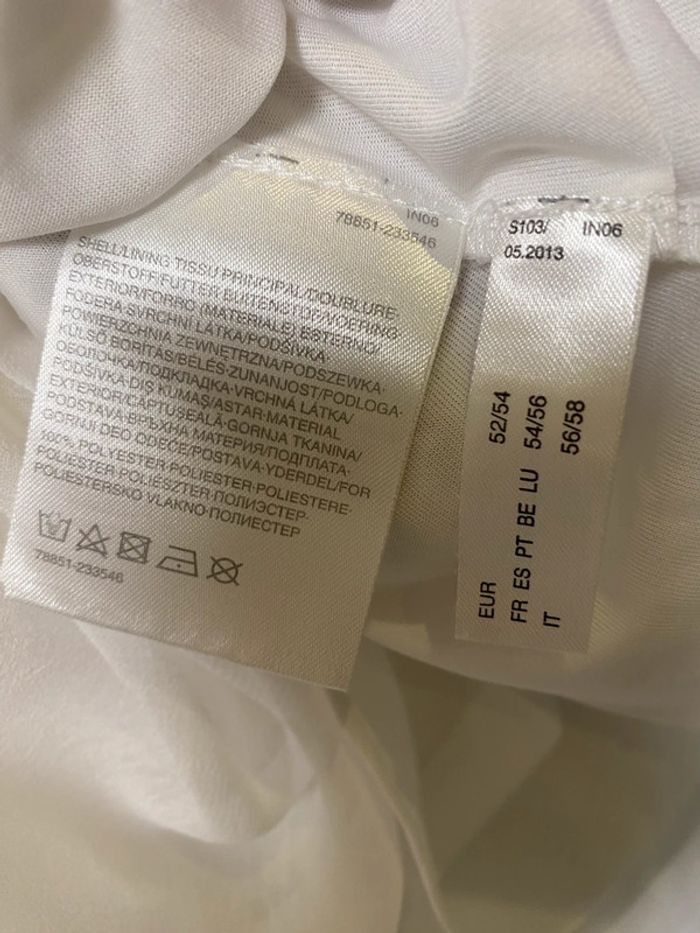 IN06
78651-233546
SHELL/LINING TISSU PRINCIPAL/DOUBLURE·
OBERSTOFF/FUTTER BUITENSTOF/VOERING
EXTERIOR/FORRO (MATERIALE) ESTERNO/
FODERA SVRCHNÍ LÁTKA/PODŠÍVKA·
POWIERZCHNIA ZEWNĘTRZNA/PODSZEWKA·
KÜLSŐ BORÍTÁS/BÉLÉS·ZUNANJOST/PODLOGA·
ОБОЛОЧКА/ПОДКЛАДКА·VRCHNÁ LÁTKA/
PODŠÍVKA·DIŞ KUMAŞ/ASTAR·MATERIAL
EXTERIOR/CĂPTUŞEALĂ·GORNJA TKANINA/
PODSTAVA·ВРЪХНА МАТЕРИЯ/ПОДПЛАТА·
GORNJI DEO ODEĆE/POSTAVA·YDERDEL/FOR
100% POLYESTER·POLIESTER·POLIESTERE·
POLIESTER·POLIÉSZTER·ПОЛИЭСТЕР·
POLIESTERSKO VLAKNO·ПОЛИЕСТЕР
78651-233546
S103/ IN06
05.2013
EUR 52/54
FR ES PT BE LU 54/56
IT 56/58